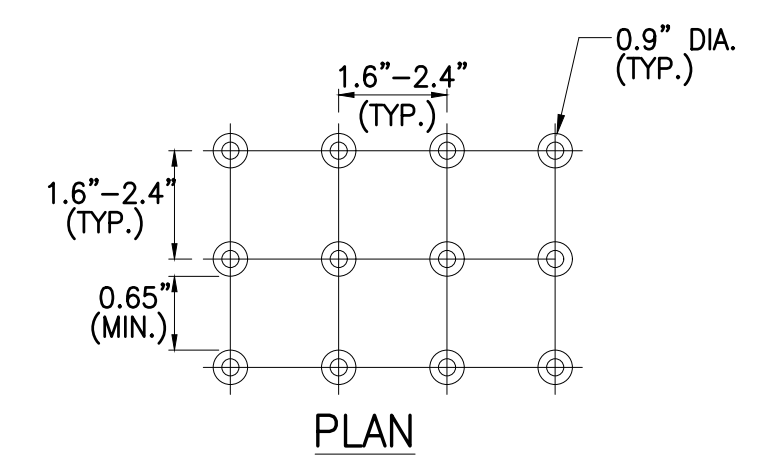 0.9” DIA.
(TYP.)
1.6”–2.4”
(TYP.)
1.6”–2.4”
(TYP.)
0.65”
(MIN.)
PLAN